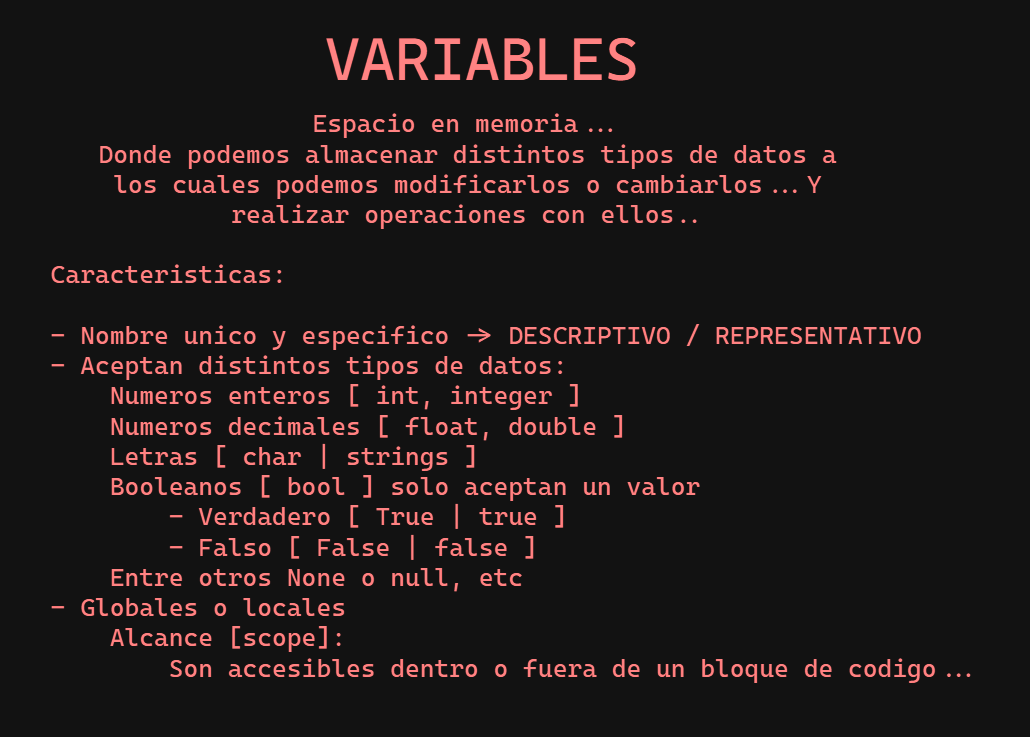 VARIABLES
Espacio en memoria...
Donde podemos almacenar distintos tipos de datos a
los cuales podemos modificarlos o cambiarlos...Y
realizar operaciones con ellos..
Caracteristicas:
- Nombre unico y especifico -> DESCRIPTIVO / REPRESENTATIVO
- Aceptan distintos tipos de datos:
Numeros enteros [ int, integer ]
Numeros decimales [ float, double ]
Letras [ char | strings ]
Booleanos [ bool ] solo aceptan un valor
- Verdadero [ True | true ]
- Falso [ False | false ]
Entre otros None o null, etc
- Globales o locales
Alcance [scope]:
Son accesibles dentro o fuera de un bloque de codigo...